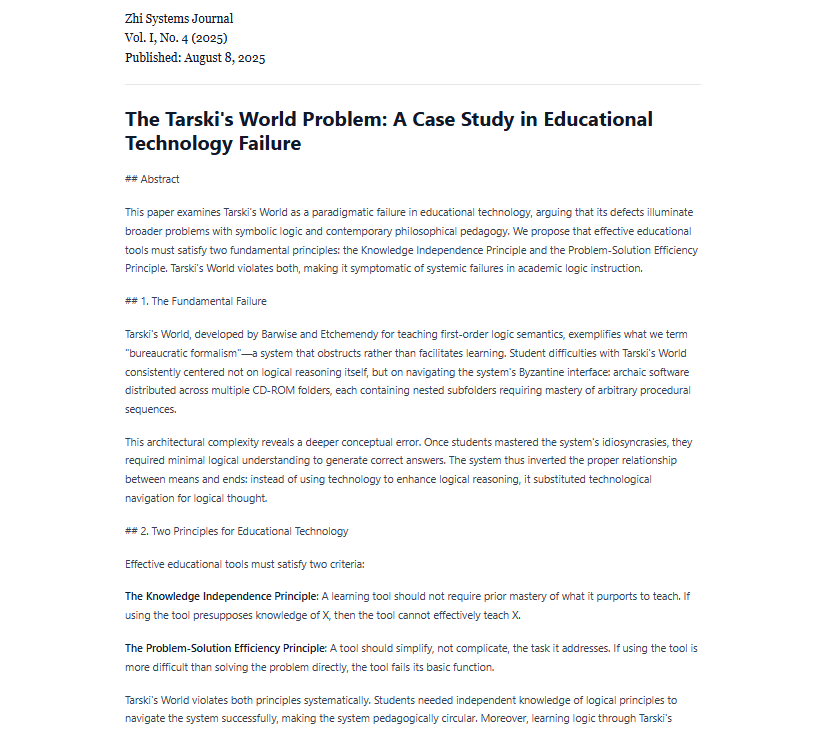 Zhi Systems Journal
Vol. I, No. 4 (2025)
Published: August 8, 2025
The Tarski's World Problem: A Case Study in Educational
Technology Failure
## Abstract
This paper examines Tarski's World as a paradigmatic failure in educational technology, arguing that its defects illuminate
broader problems with symbolic logic and contemporary philosophical pedagogy. We propose that effective educational
tools must satisfy two fundamental principles: the Knowledge Independence Principle and the Problem-Solution Efficiency
Principle. Tarski's World violates both, making it symptomatic of systemic failures in academic logic instruction.
## 1. The Fundamental Failure
Tarski's World, developed by Barwise and Etchemendy for teaching first-order logic semantics, exemplifies what we term
"bureaucratic formalism"—a system that obstructs rather than facilitates learning. Student difficulties with Tarski's World
consistently centered not on logical reasoning itself, but on navigating the system's Byzantine interface: archaic software
distributed across multiple CD-ROM folders, each containing nested subfolders requiring mastery of arbitrary procedural
sequences.
This architectural complexity reveals a deeper conceptual error. Once students mastered the system's idiosyncrasies, they
required minimal logical understanding to generate correct answers. The system thus inverted the proper relationship
between means and ends: instead of using technology to enhance logical reasoning, it substituted technological
navigation for logical thought.
## 2. Two Principles for Educational Technology
Effective educational tools must satisfy two criteria:
The Knowledge Independence Principle: A learning tool should not require prior mastery of what it purports to teach. If
using the tool presupposes knowledge of X, then the tool cannot effectively teach X.
The Problem-Solution Efficiency Principle: A tool should simplify, not complicate, the task it addresses. If using the tool is
more difficult than solving the problem directly, the tool fails its basic function.
Tarski's World violates both principles systematically. Students needed independent knowledge of logical principles to
navigate the system successfully, making the system pedagogically circular. Moreover, learning logic through Tarski's